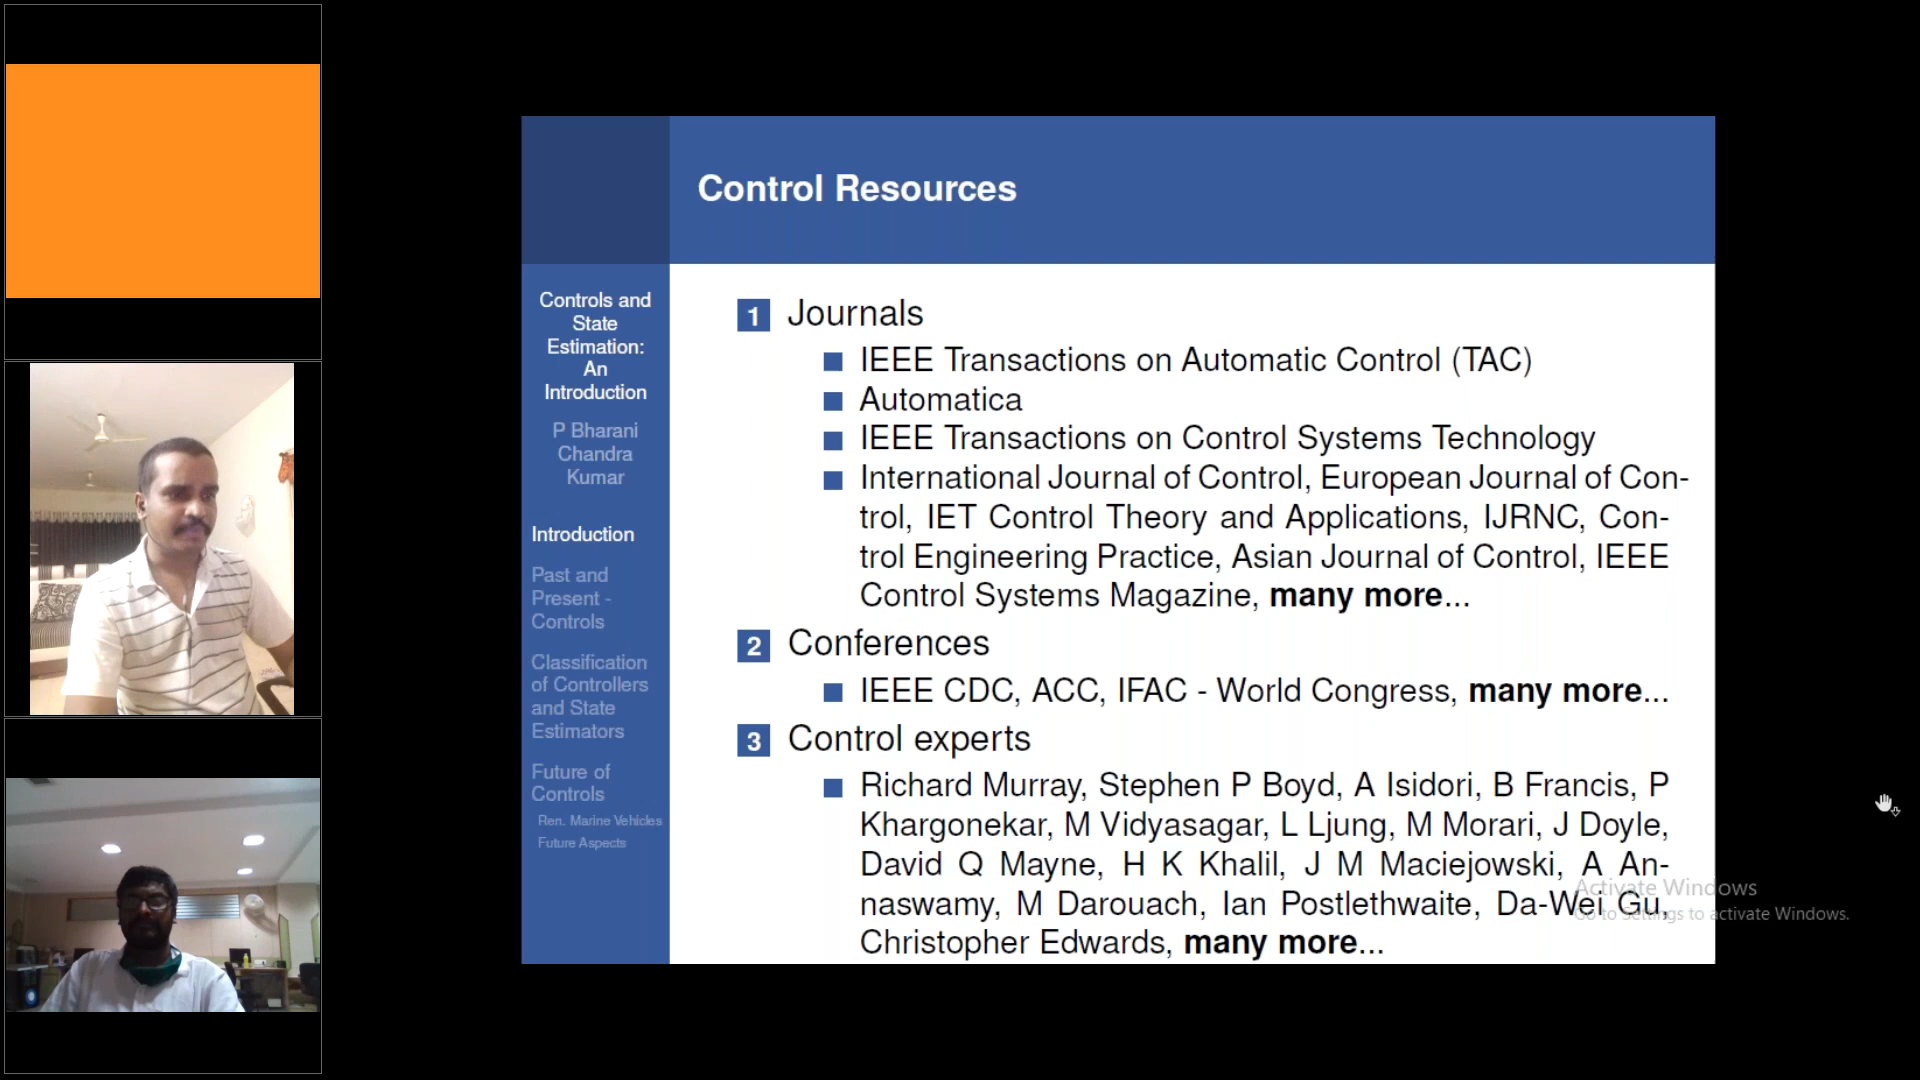 Control Resources
Controls and
State
Estimation:
An
Introduction
P Bharani
Chandra
Kumar
Introduction
Past and
Present -
Controls
Classification
of Controllers
and State
Estimators
Future of
Controls
Ren. Marine Vehicles
Future Aspects
1 Journals
IEEE Transactions on Automatic Control (TAC)
Automatica
IEEE Transactions on Control Systems Technology
International Journal of Control, European Journal of Con-
trol, IET Control Theory and Applications, IJRNC, Con-
trol Engineering Practice, Asian Journal of Control, IEEE
Control Systems Magazine, many more...
2 Conferences
IEEE CDC, ACC, IFAC - World Congress, many more...
3 Control experts
Richard Murray, Stephen P Boyd, A Isidori, B Francis, P
Khargonekar, M Vidyasagar, L Ljung, M Morari, J Doyle,
David Q Mayne, H K Khalil, J M Maciejowski, A An-
naswamy, M Darouach, Ian Postlethwaite, Da-Wei Gu,
Christopher Edwards, many more...
Activate Windows
Go to Settings to activate Windows.